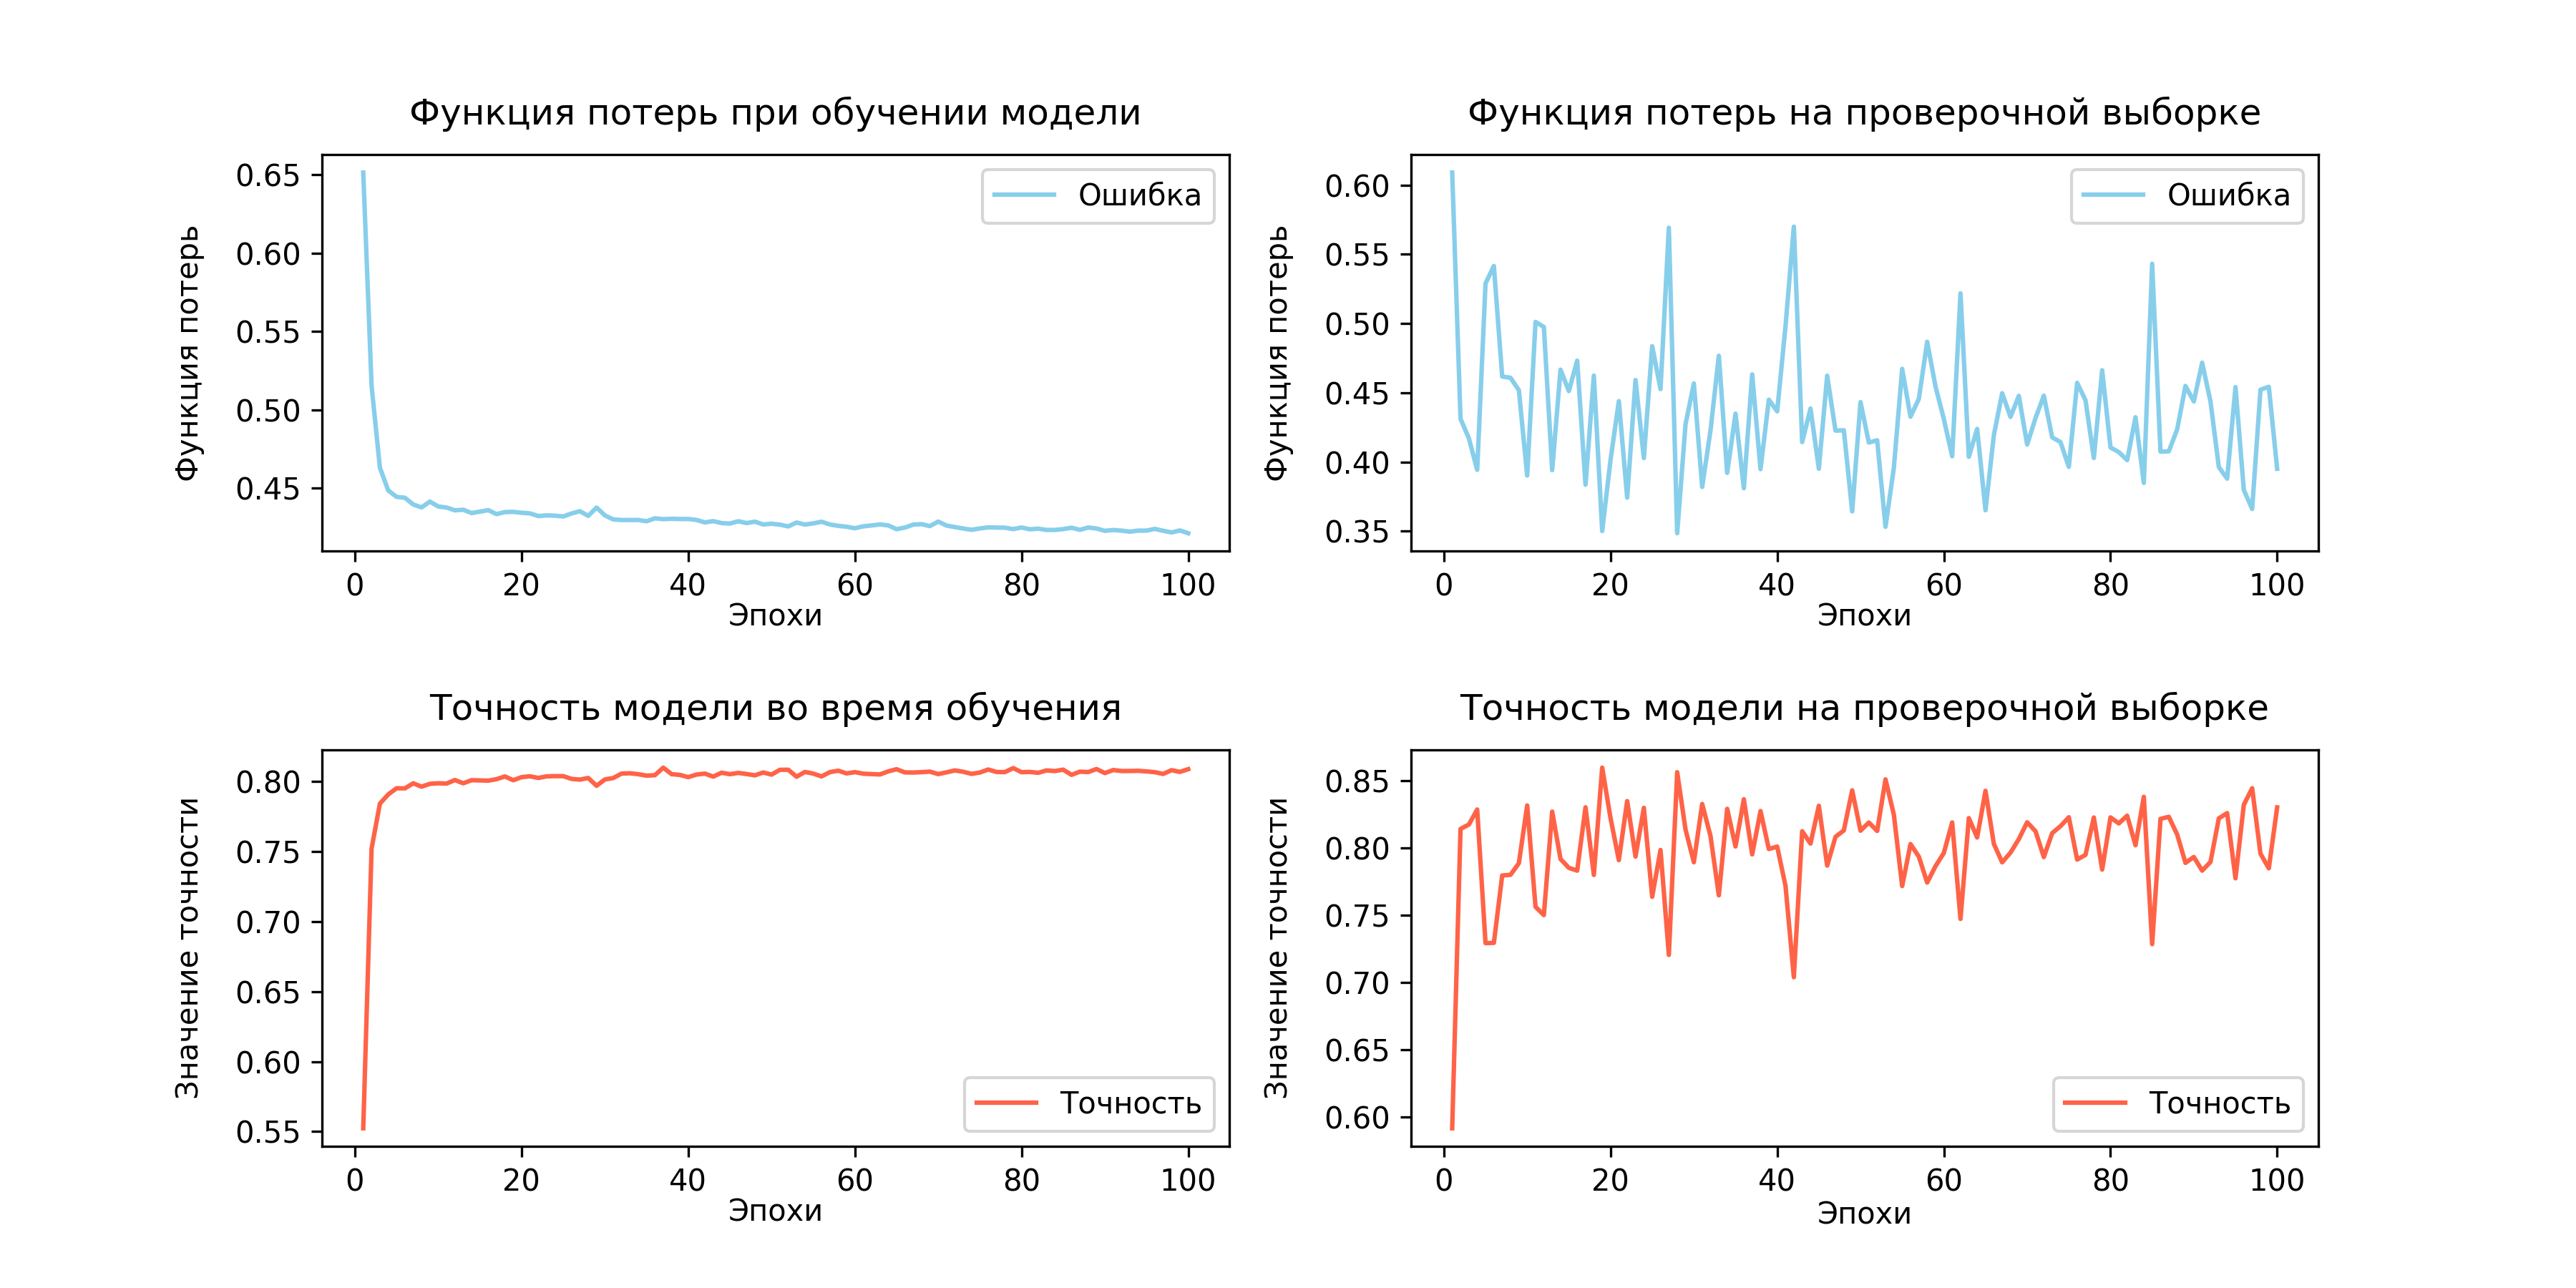 Функция потерь при обучении модели
0.65
0.60
0.55
0.50
0.45
Функция потерь
Ошибка
0 20 40 60 80 100
Эпохи
Функция потерь на проверочной выборке
0.60
0.55
0.50
0.45
0.40
0.35
Функция потерь
Ошибка
0 20 40 60 80 100
Эпохи
Точность модели во время обучения
0.80
0.75
0.70
0.65
0.60
0.55
Значение точности
Точность
0 20 40 60 80 100
Эпохи
Точность модели на проверочной выборке
0.85
0.80
0.75
0.70
0.65
0.60
Значение точности
Точность
0 20 40 60 80 100
Эпохи